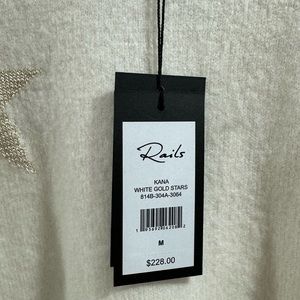 Rails
KANA
WHITE GOLD STARS
814B-304A-3064
M
$228.00